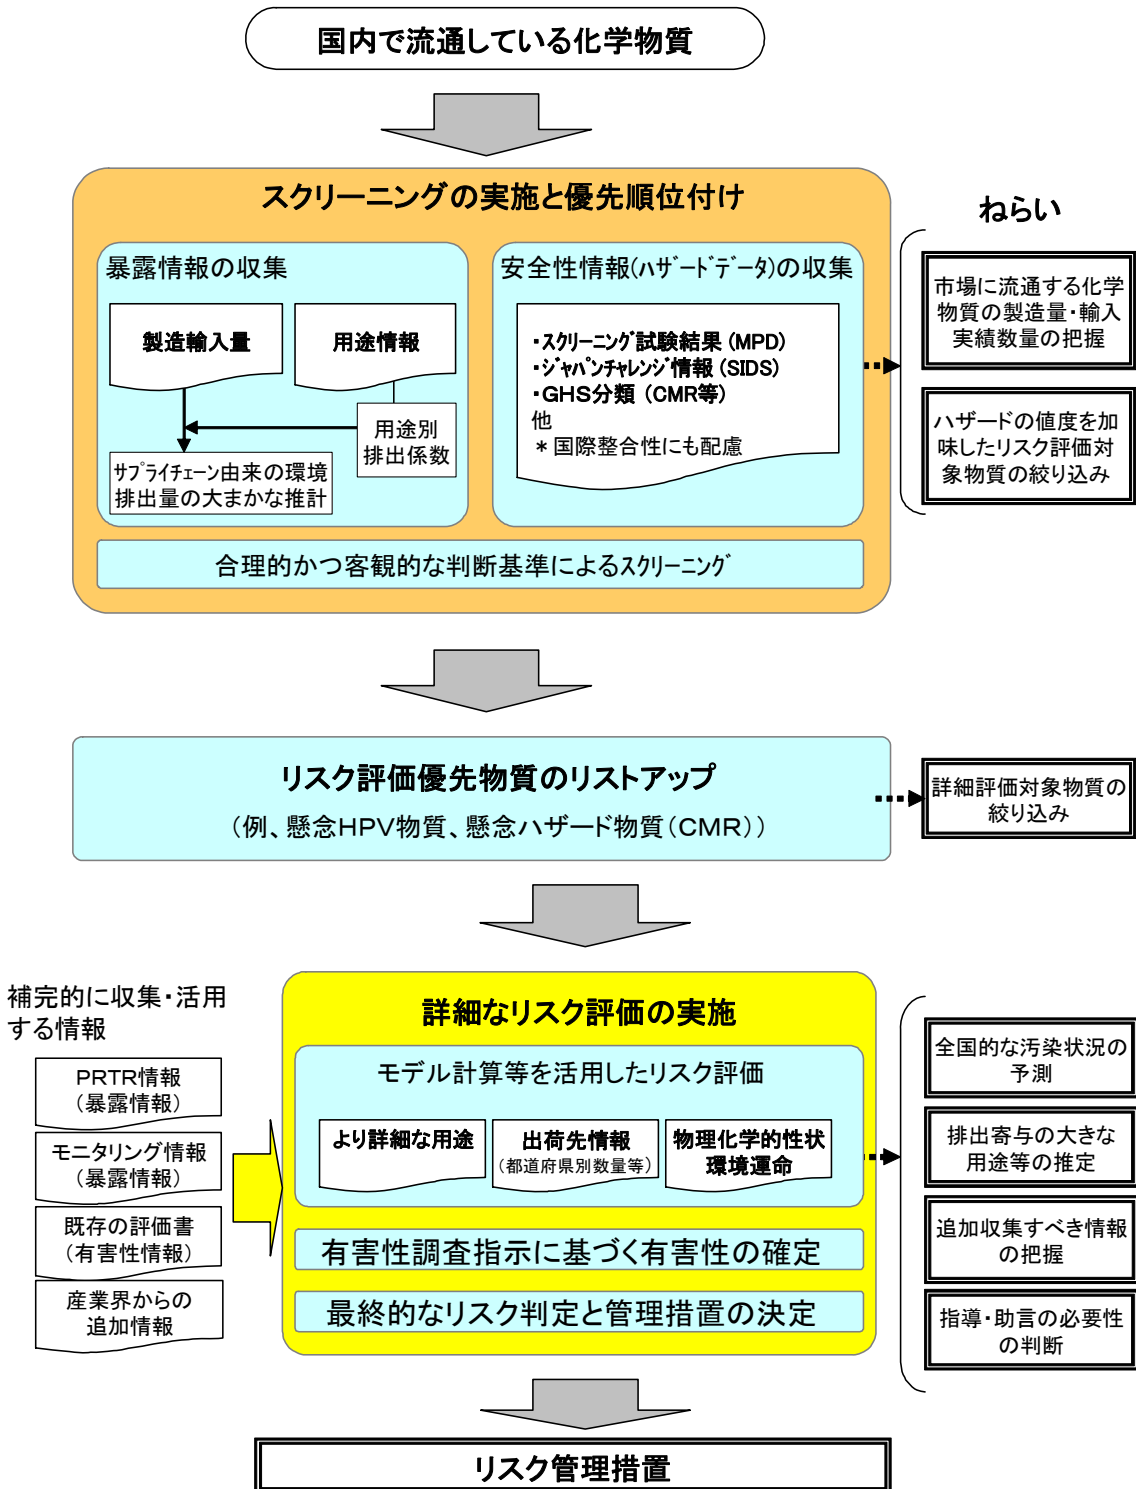 国内で流通している化学物質
スクリーニングの実施と優先順位付け
暴露情報の収集
製造輸入量
用途情報
用途別
排出係数
サプライチェーン由来の環境
排出量の大まかな推計
安全性情報(ハザードデータ)の収集
・スクリーニング試験結果 (MPD)
・ジャパンチャレンジ情報 (SIDS)
・GHS分類 (CMR等)
他
＊国際整合性にも配慮
合理的かつ客観的な判断基準によるスクリーニング
ねらい
市場に流通する化学
物質の製造量・輸入
実績数量の把握
ハザードの値度を加
味したリスク評価対
象物質の絞り込み
リスク評価優先物質のリストアップ
（例、懸念HPV物質、懸念ハザード物質（CMR））
詳細評価対象物質の
絞り込み
補完的に収集・活用
する情報
PRTR情報
（暴露情報）
モニタリング情報
（暴露情報）
既存の評価書
（有害性情報）
産業界からの
追加情報
詳細なリスク評価の実施
モデル計算等を活用したリスク評価
より詳細な用途
出荷先情報
（都道府県別数量等）
物理化学的性状
環境運命
有害性調査指示に基づく有害性の確定
最終的なリスク判定と管理措置の決定
全国的な汚染状況の
予測
排出寄与の大きな
用途等の推定
追加収集すべき情報
の把握
指導・助言の必要性
の判断
リスク管理措置